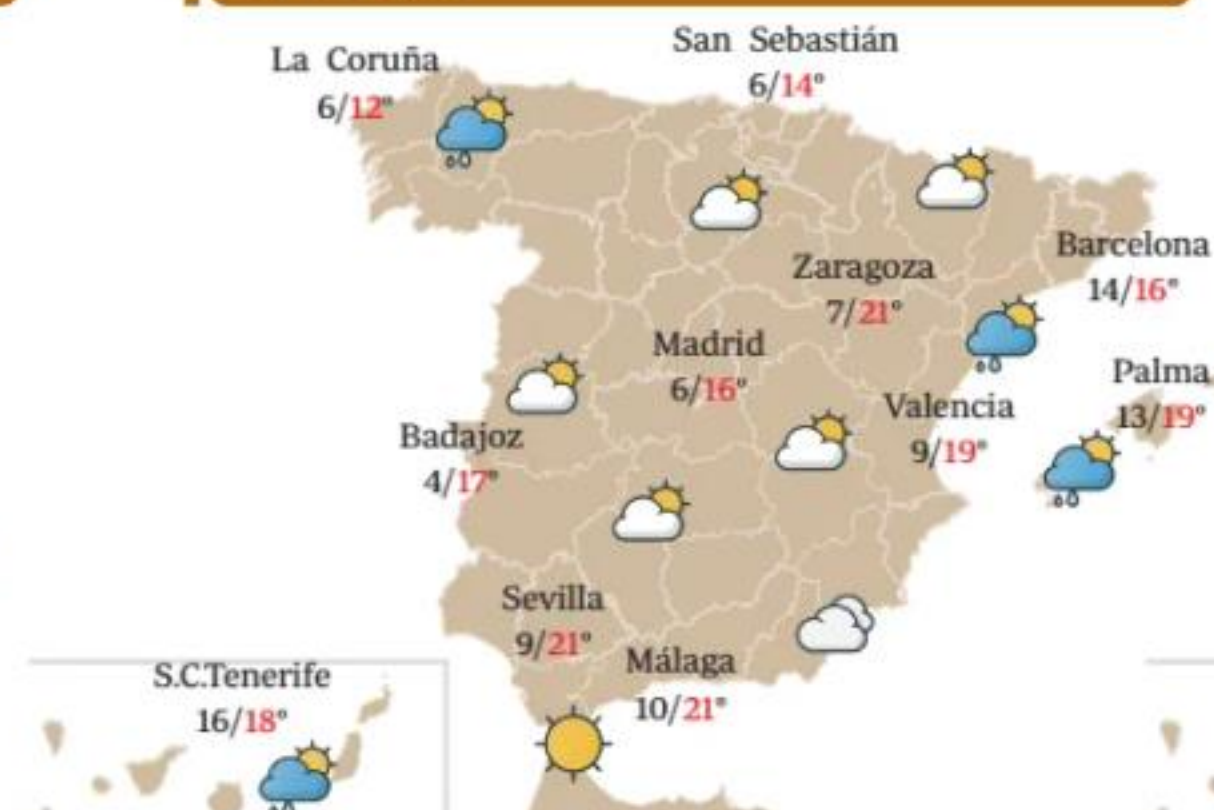 La Coruña
6/12°
San Sebastián
6/14°
Barcelona
14/16°
Zaragoza
7/21°
Madrid
6/16°
Palma
13/19°
Valencia
9/19°
Badajoz
4/17°
Sevilla
9/21°
Málaga
10/21°
S.C.Tenerife
16/18°